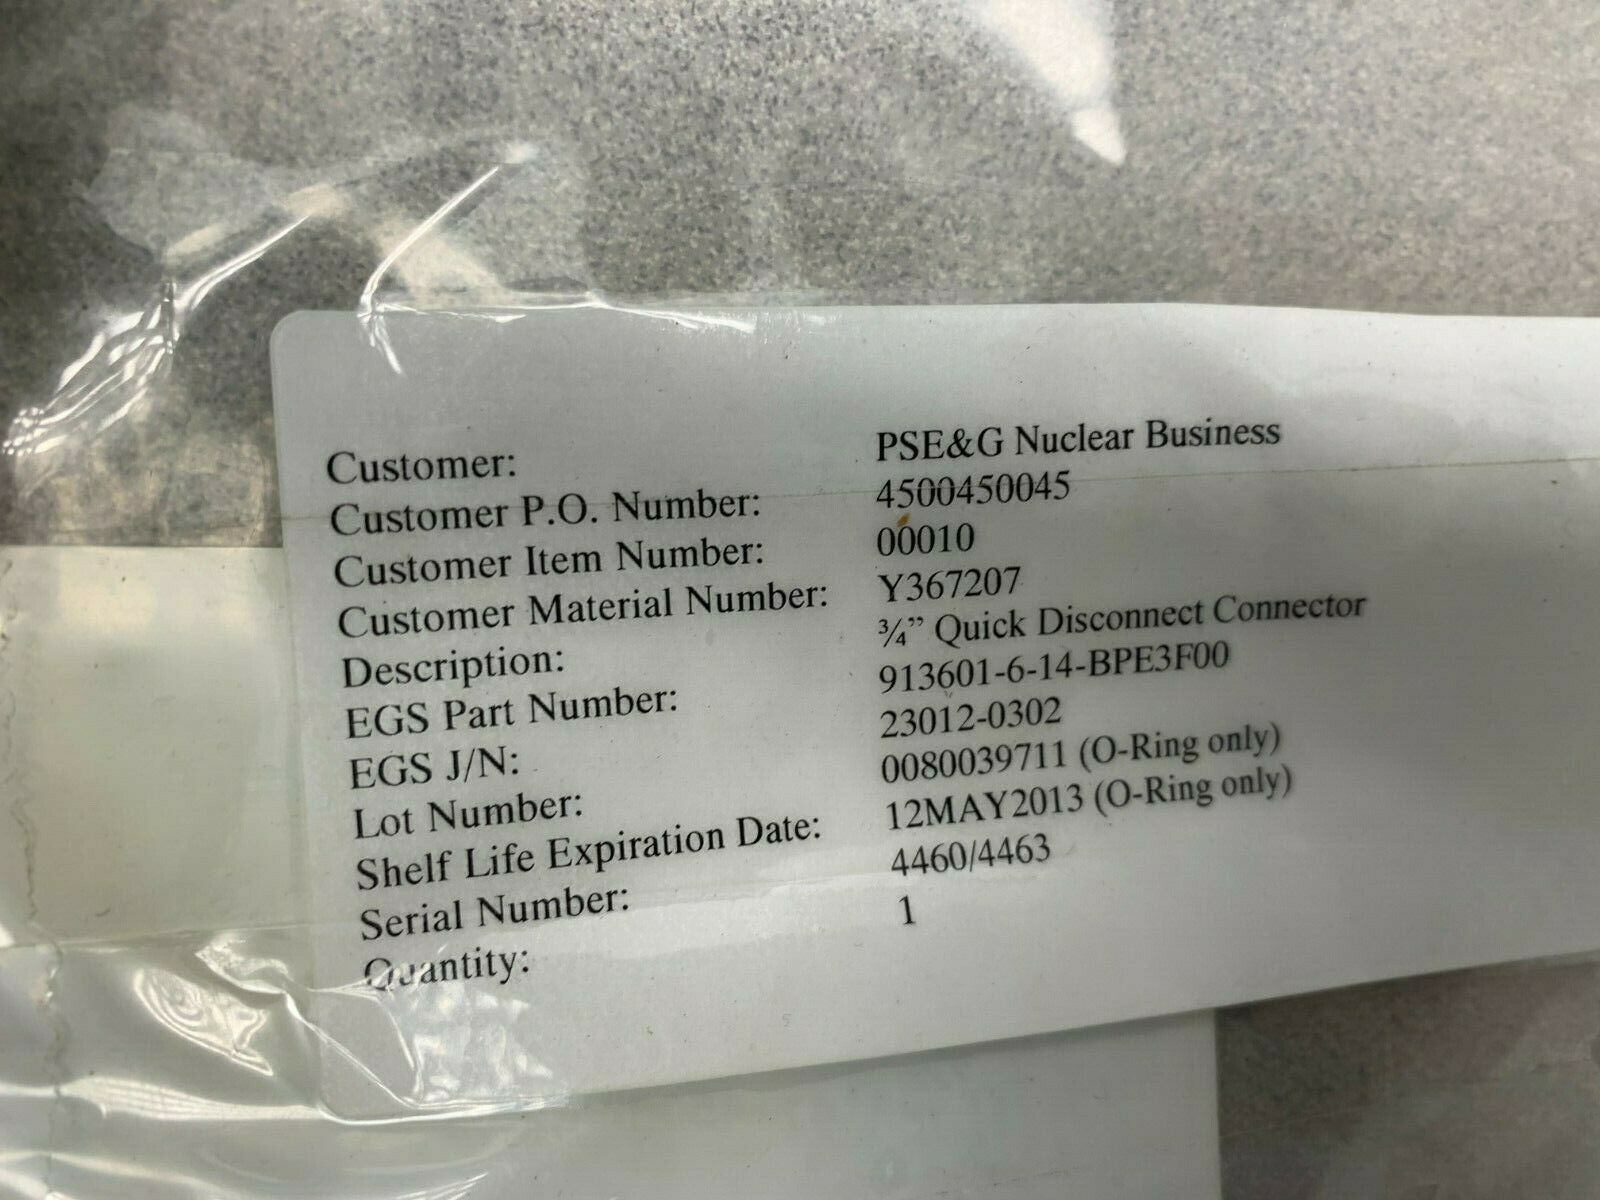 Customer: PSE&G Nuclear Business
Customer P.O. Number: 4500450045
Customer Item Number: 00010
Customer Material Number: Y367207
Description: ¾” Quick Disconnect Connector
EGS Part Number: 913601-6-14-BPE3F00
EGS J/N: 23012-0302
Lot Number: 0080039711 (O-Ring only)
Shelf Life Expiration Date: 12MAY2013 (O-Ring only)
Serial Number: 4460/4463
Quantity: 1